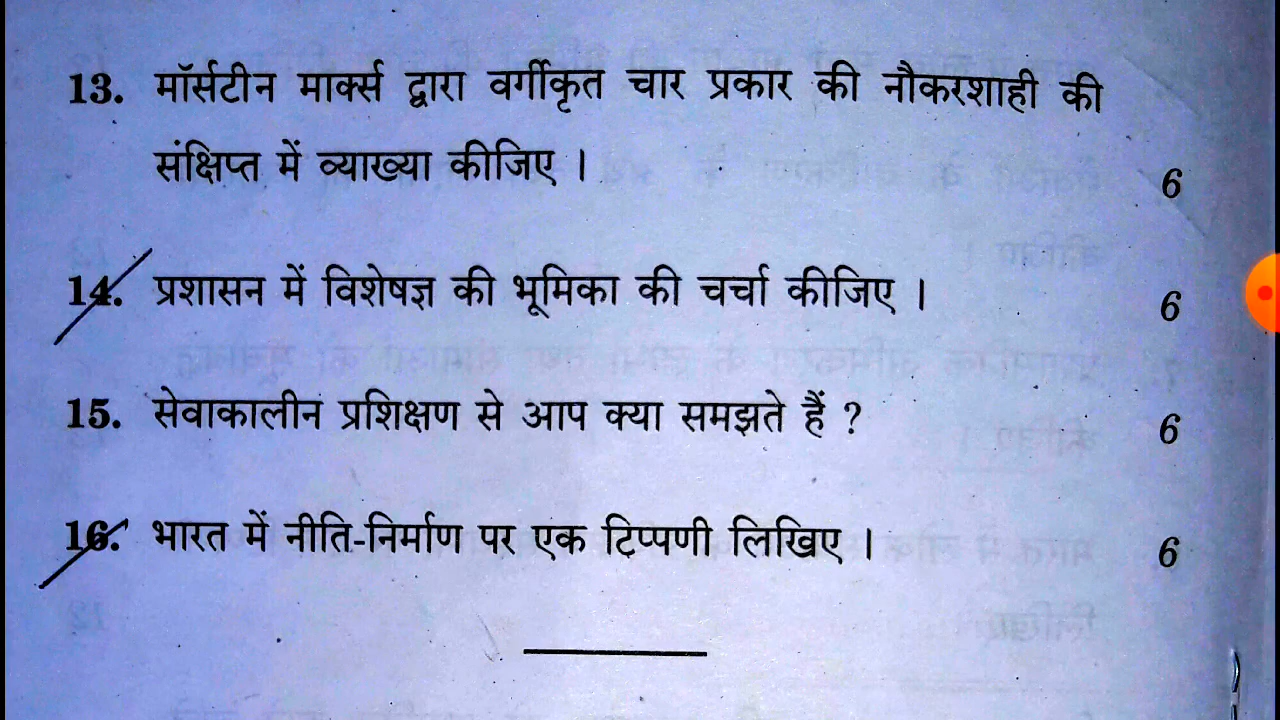 13. मॉर्सटीन मार्क्स द्वारा वर्गीकृत चार प्रकार की नौकरशाही की
संक्षिप्त में व्याख्या कीजिए । 6
14. प्रशासन में विशेषज्ञ की भूमिका की चर्चा कीजिए । 6
15. सेवाकालीन प्रशिक्षण से आप क्या समझते हैं ? 6
16. भारत में नीति-निर्माण पर एक टिप्पणी लिखिए । 6